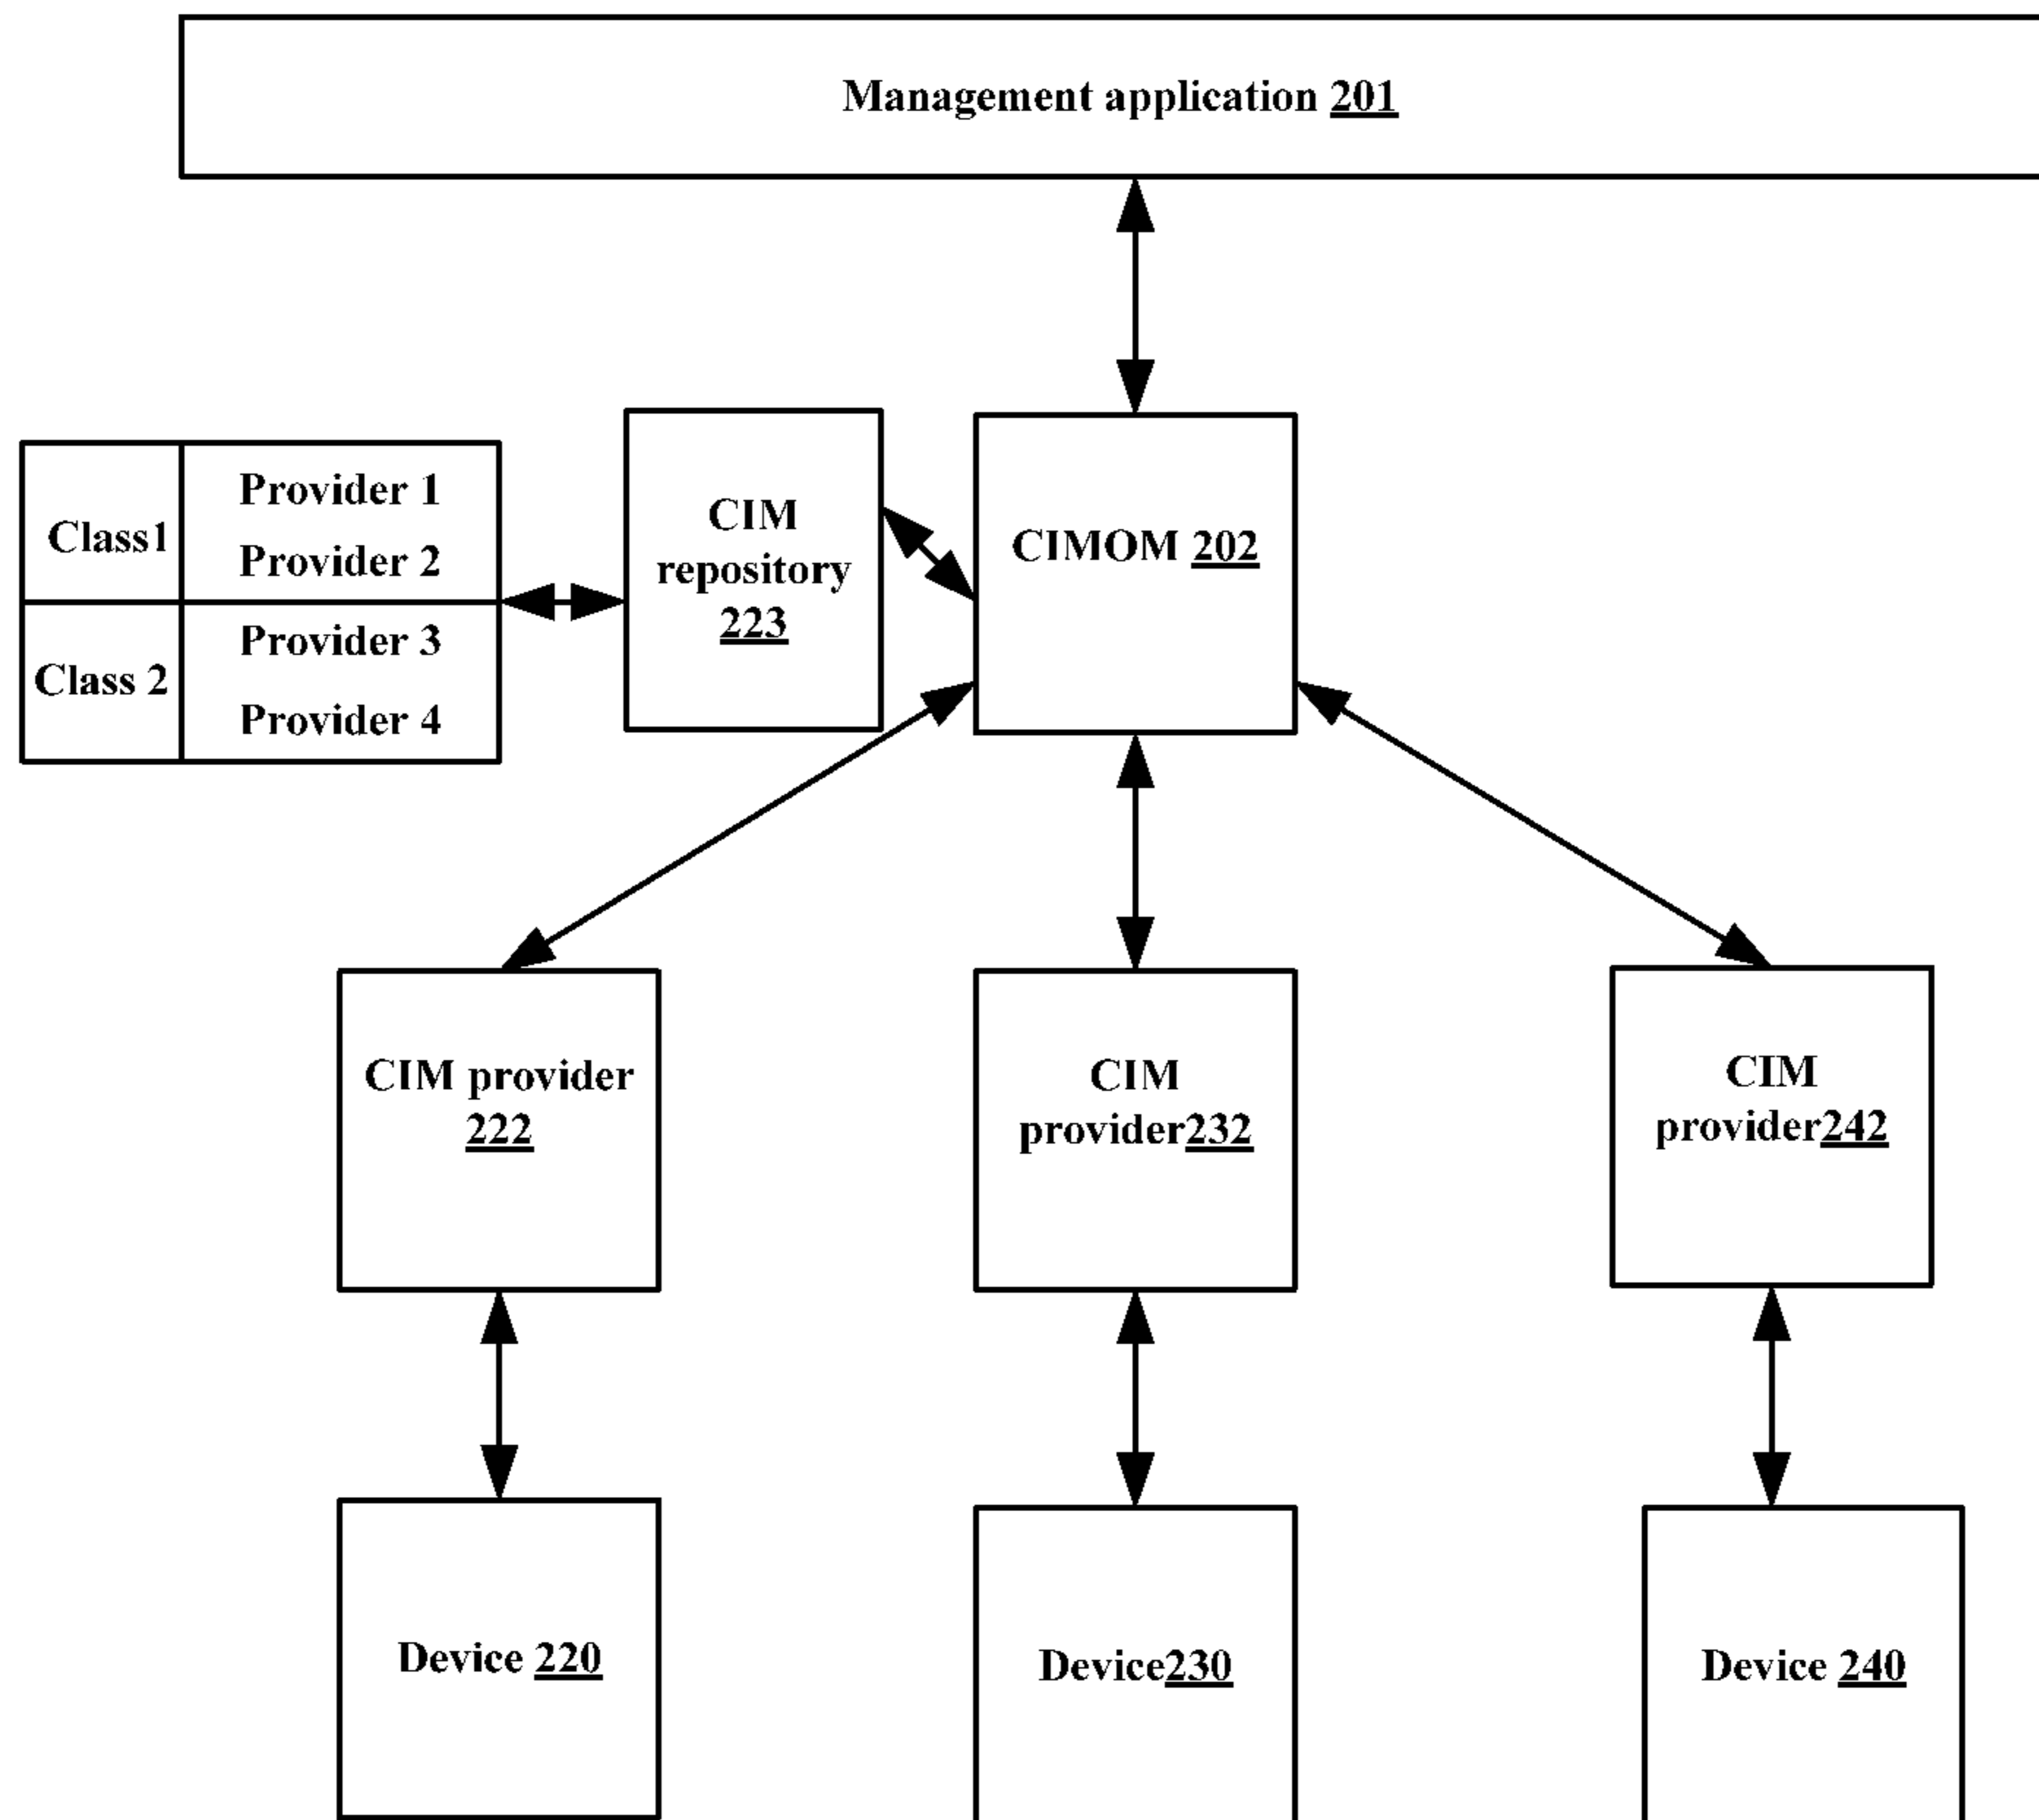 Management application 201
Class1
Provider 1
Provider 2
Class 2
Provider 3
Provider 4
CIM
repository
223
CIMOM 202
CIM provider
222
CIM
provider232
CIM
provider242
Device 220
Device230
Device 240